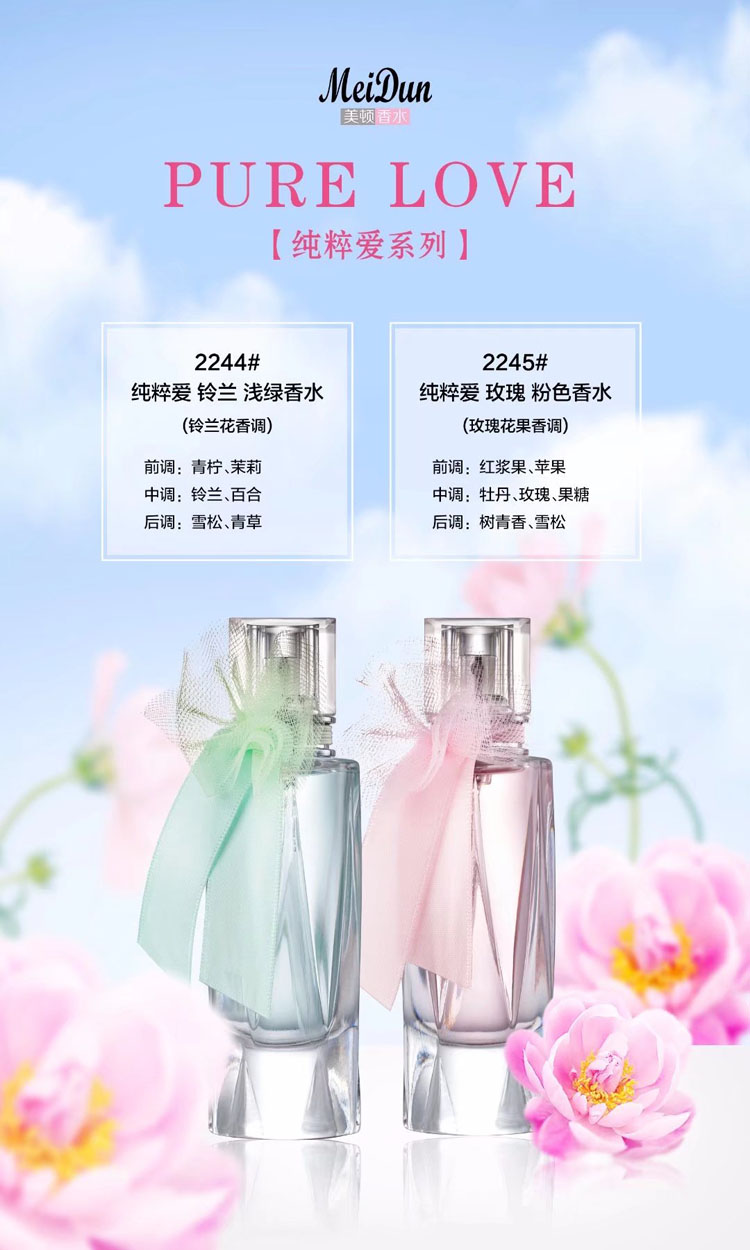 MeiDun
美顿香水
PURE LOVE
【纯粹爱系列】
2244#
纯粹爱 铃兰 浅绿香水
(铃兰花香调)
前调：青柠、茉莉
中调：铃兰、百合
后调：雪松、青草
2245#
纯粹爱 玫瑰 粉色香水
(玫瑰花果香调)
前调：红浆果、苹果
中调：牡丹、玫瑰、果糖
后调：树青香、雪松